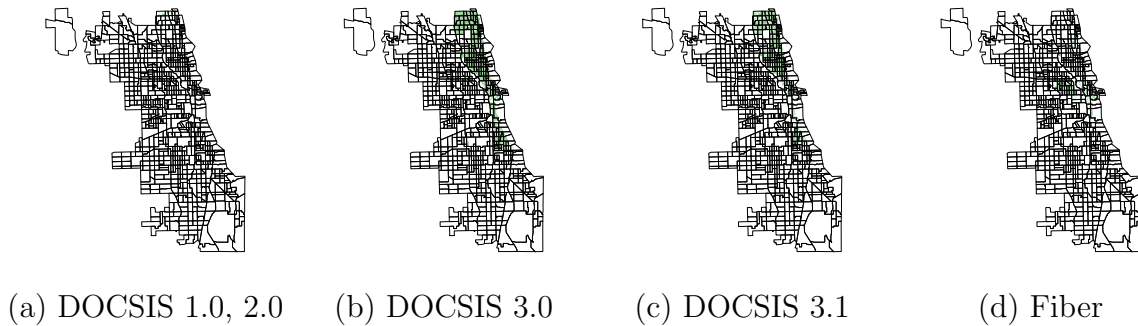 (a) DOCSIS 1.0, 2.0
(b) DOCSIS 3.0
(c) DOCSIS 3.1
(d) Fiber